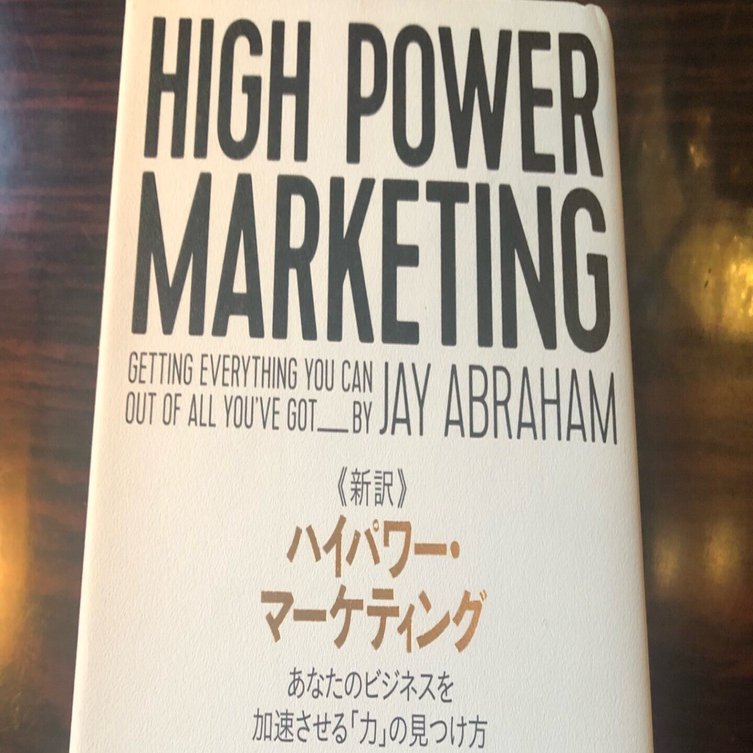 HIGH POWER
MARKETING
GETTING EVERYTHING YOU CAN
OUT OF ALL YOU'VE GOT__BY JAY ABRAHAM
《新訳》
ハイパワー・
マーケティング
あなたのビジネスを
加速させる「力」の見つけ方